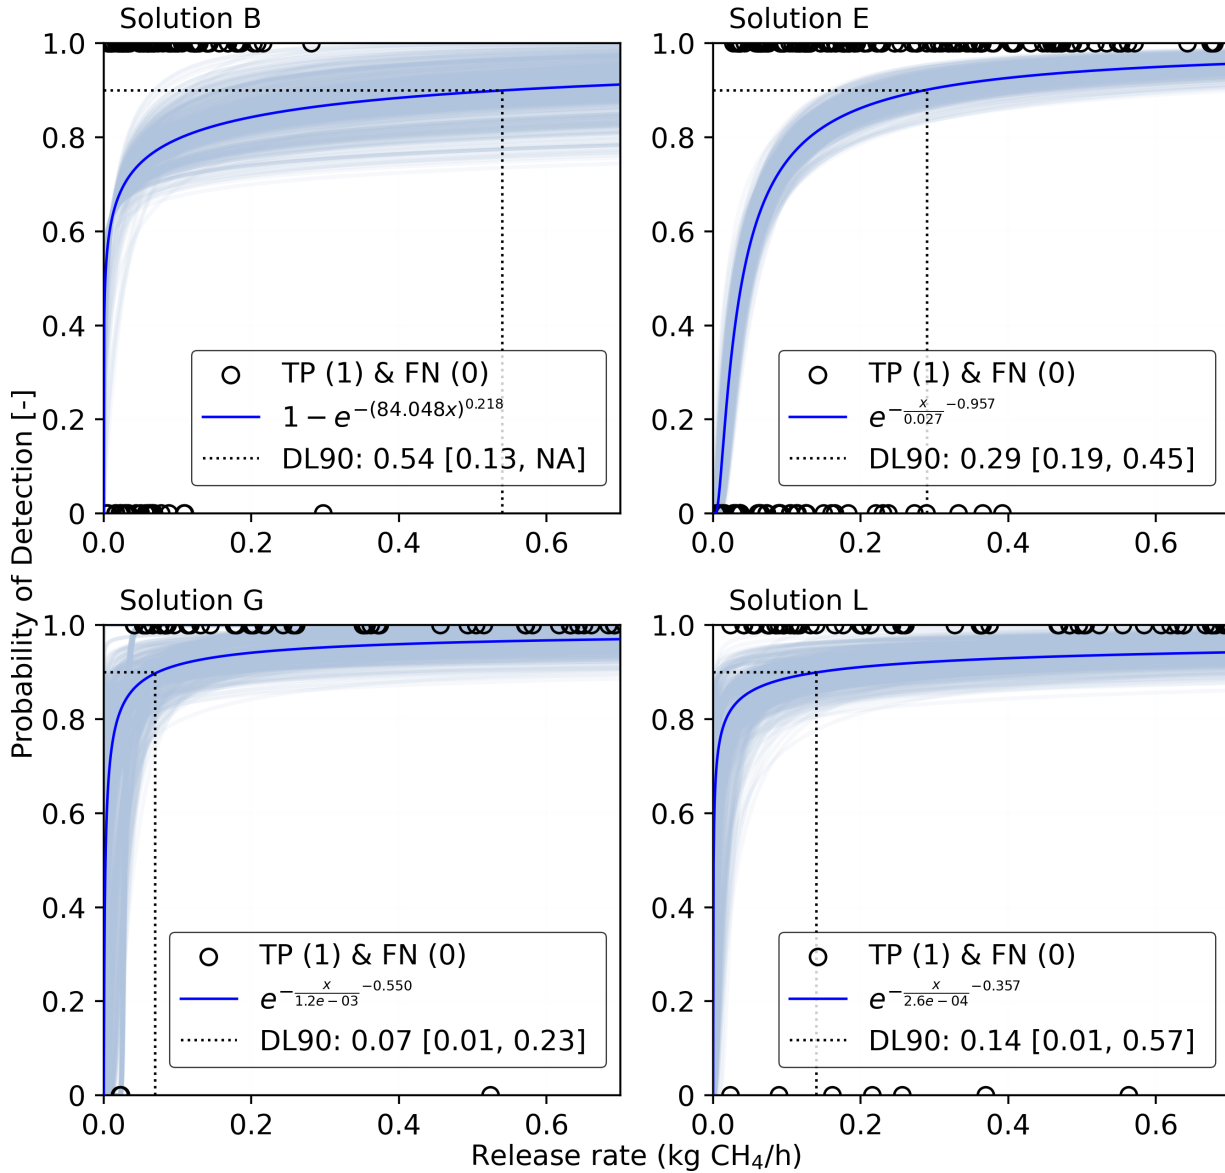 Solution B
1.0
0.8
0.6
0.4
0.2
0
0.0
0.2
0.4
0.6
TP (1) & FN (0)
$1 - e^{-(84.048x)^{0.218}}$
DL90: 0.54 [0.13, NA]
Solution E
1.0
0.8
0.6
0.4
0.2
0
0.0
0.2
0.4
0.6
TP (1) & FN (0)
$e^{-\frac{x}{0.027}^{-0.957}}$
DL90: 0.29 [0.19, 0.45]
Probability of Detection [-]
Solution G
1.0
0.8
0.6
0.4
0.2
0
0.0
0.2
0.4
0.6
TP (1) & FN (0)
$e^{-\frac{x}{1.2e-03}^{-0.550}}$
DL90: 0.07 [0.01, 0.23]
Solution L
1.0
0.8
0.6
0.4
0.2
0
0.0
0.2
0.4
0.6
TP (1) & FN (0)
$e^{-\frac{x}{2.6e-04}^{-0.357}}$
DL90: 0.14 [0.01, 0.57]
Release rate (kg CH₄/h)